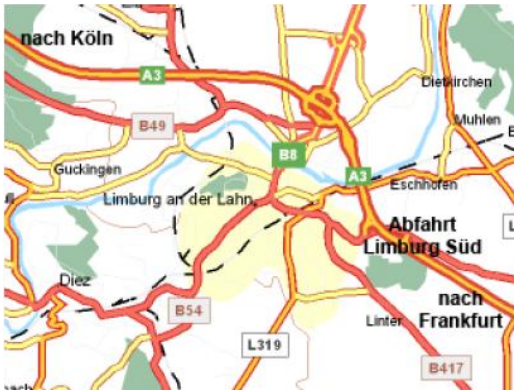 nach Köln
A3
Dietkirchen
B49
Mühlen
B8
Guckingen
A3
Eschhofen
Limburg an der Lahn
Abfahrt
Limburg Süd
Diez
nach
Frankfurt
B54
Linter
L319
B417